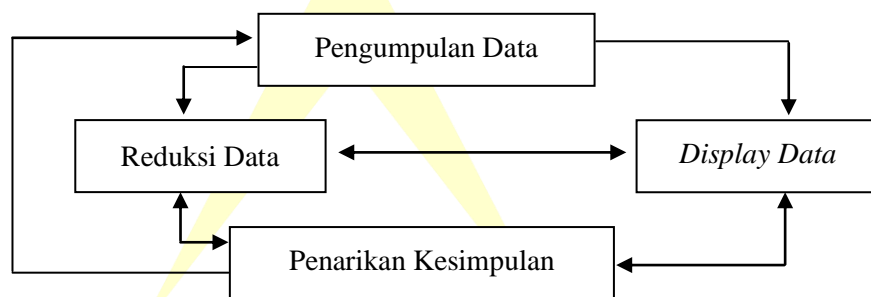 Pengumpulan Data
Reduksi Data
Display Data
Penarikan Kesimpulan